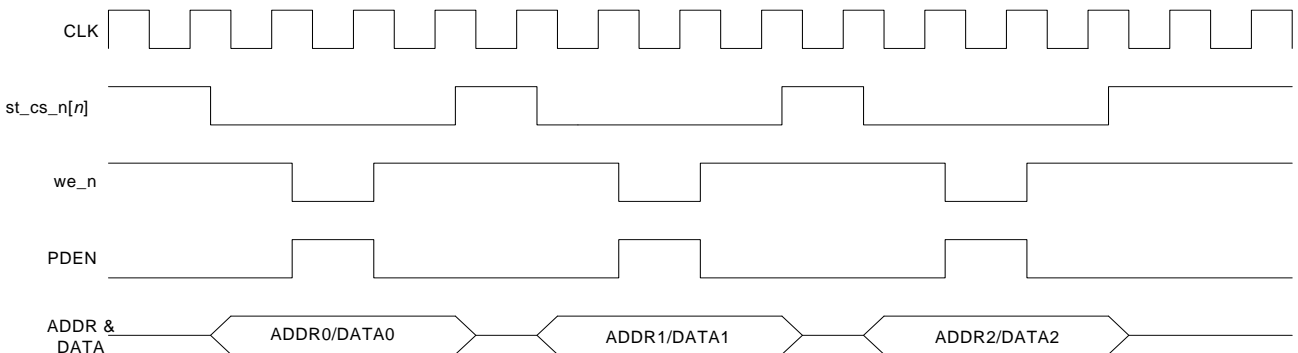 CLK
st_cs_n[n]
we_n
PDEN
ADDR &
DATA
ADDR0/DATA0
ADDR1/DATA1
ADDR2/DATA2